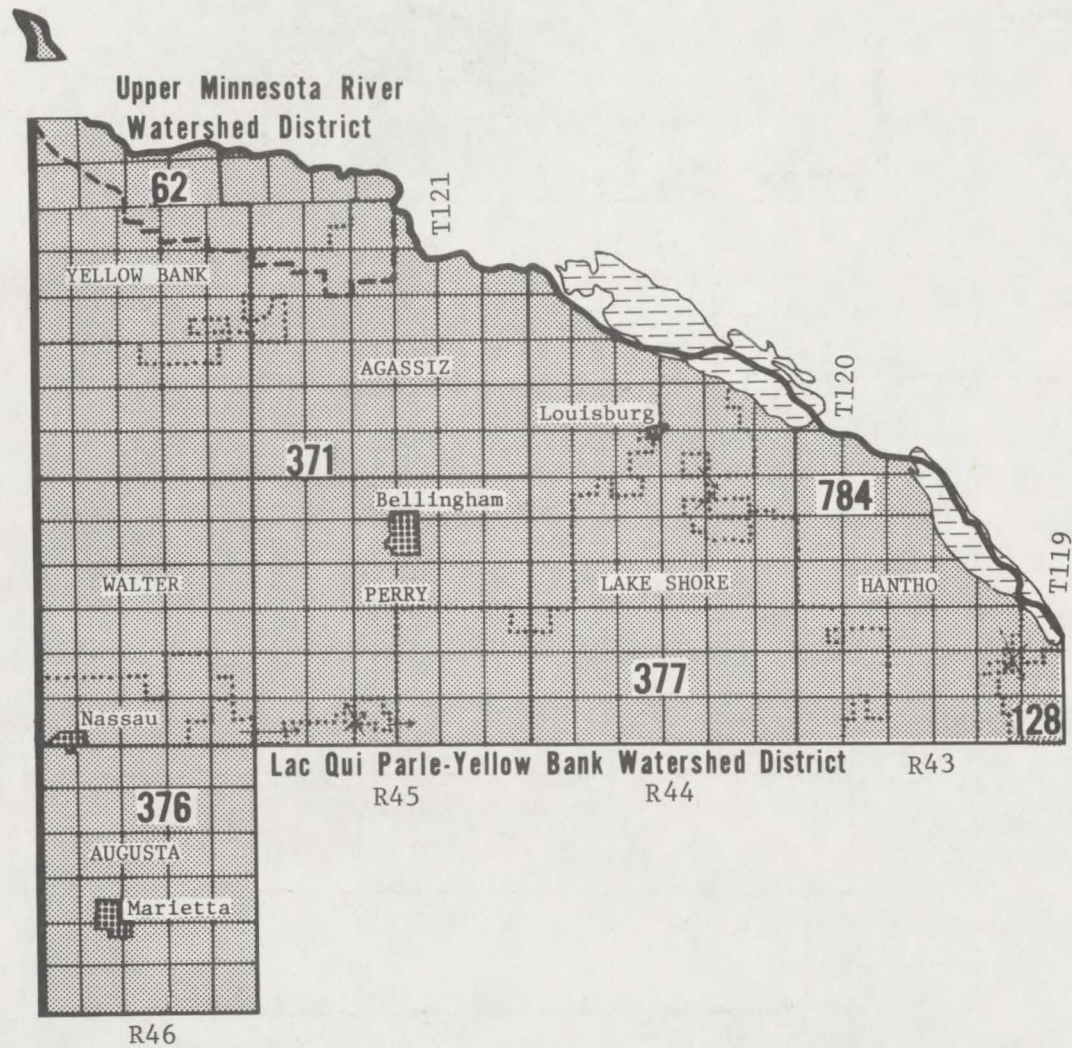 Upper Minnesota River
Watershed District
62
T121
YELLOW BANK
AGASSIZ
T120
Louisburg
371
Bellingham
784
T119
WALTER
PERRY
LAKE SHORE
HANTHO
377
Nassau
128
Lac Qui Parle-Yellow Bank Watershed District
R43
R45
R44
376
AUGUSTA
Marietta
R46